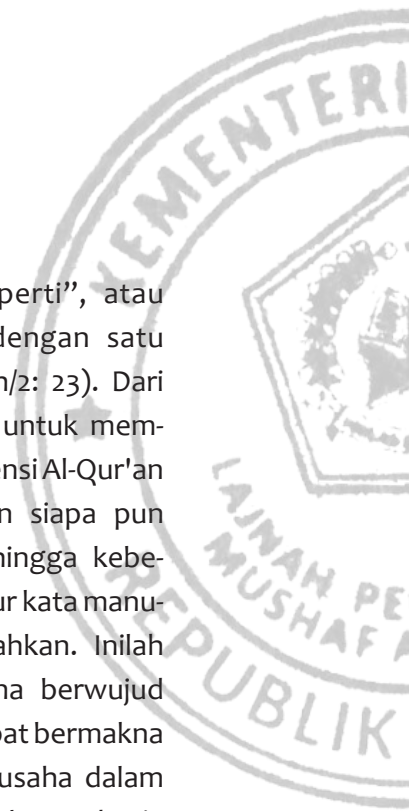 KEMENTERI
perti”, atau
dengan satu
n/2: 23). Dari
untuk mem-
ensi Al-Qur'an
n siapa pun
hingga kebe-
ur kata manu-
ahkan. Inilah
na berwujud
pat bermakna
usaha dalam
LAJNAH PE
MUSHAF A
REPUBLIK